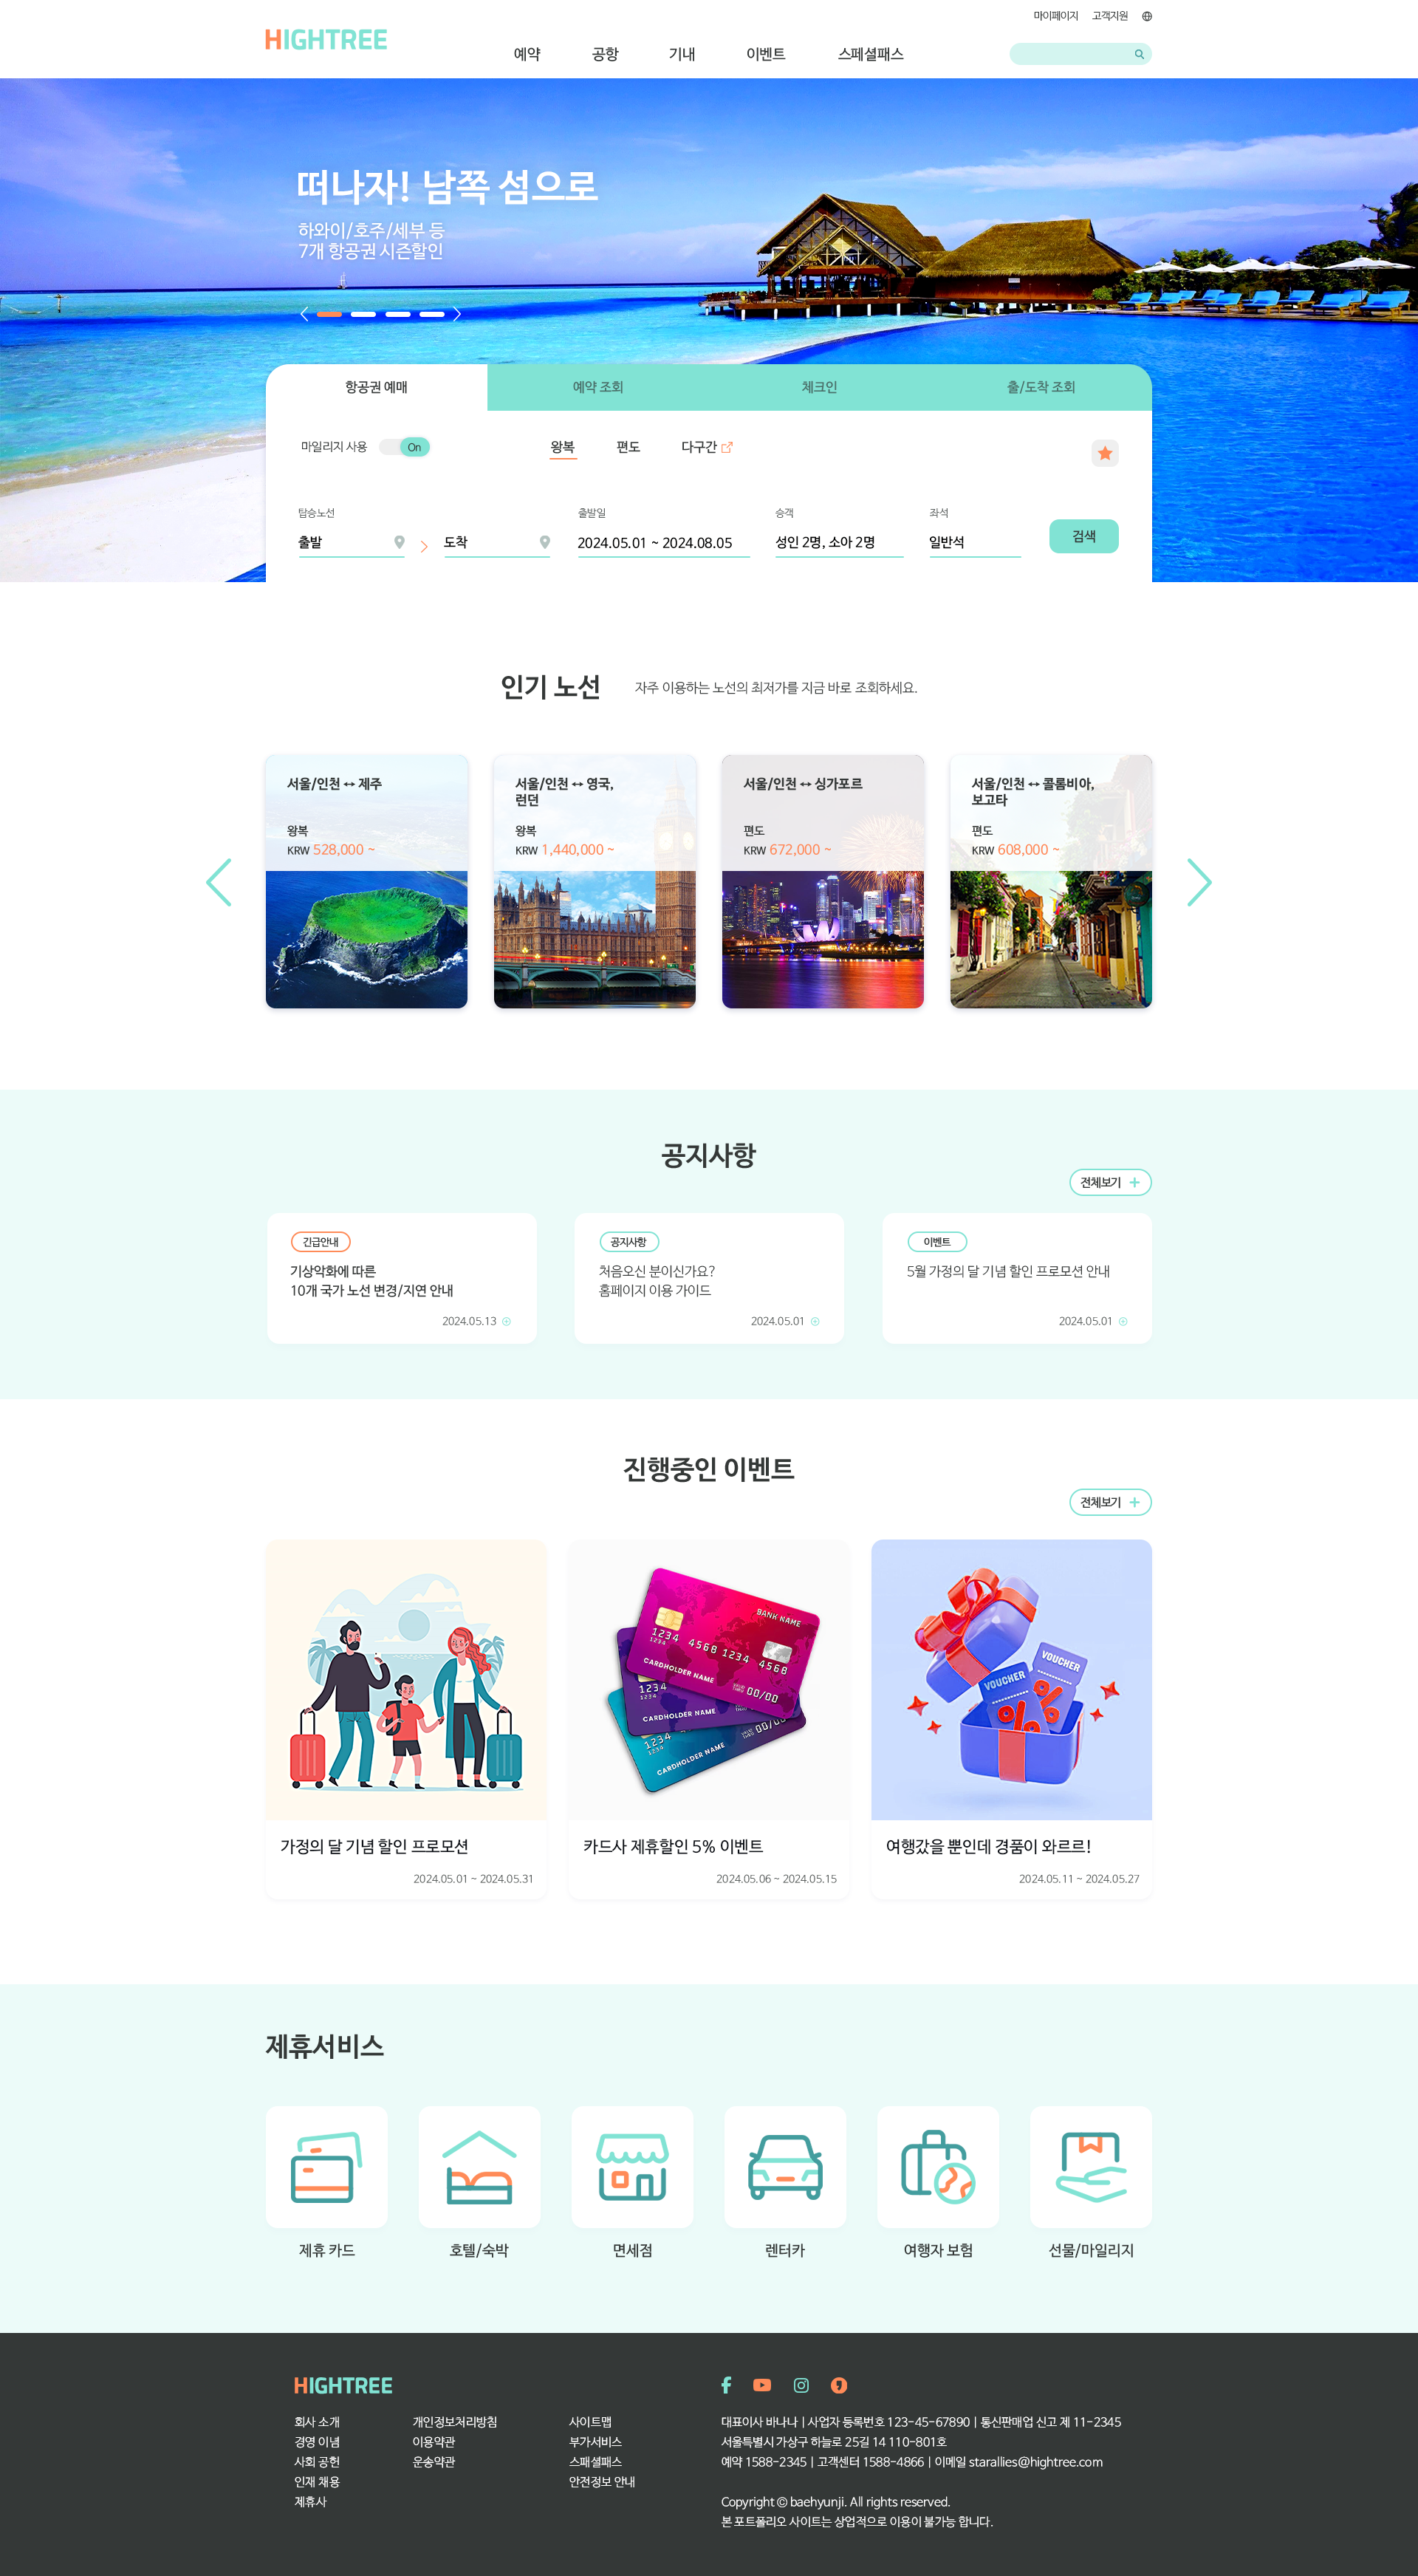 마이페이지 고객지원
HIGHTREE
예약 공항 기내 이벤트 스페셜패스
떠나자! 남쪽 섬으로
하와이/호주/세부 등
7개 항공권 시즌할인
항공권 예매 예약 조회 체크인 출/도착 조회
마일리지 사용 On 왕복 편도 다구간
탑승노선 출발일 승객 좌석
출발 도착 2024.05.01 ~ 2024.08.05 성인 2명, 소아 2명 일반석 검색
인기 노선 자주 이용하는 노선의 최저가를 지금 바로 조회하세요.
서울/인천 ↔ 제주
왕복
KRW 528,000 ~
서울/인천 ↔ 영국,
런던
왕복
KRW 1,440,000 ~
서울/인천 ↔ 싱가포르
편도
KRW 672,000 ~
서울/인천 ↔ 콜롬비아,
보고타
편도
KRW 608,000 ~
공지사항
전체보기 +
긴급안내
기상악화에 따른
10개 국가 노선 변경/지연 안내
2024.05.13
공지사항
처음오신 분이신가요?
홈페이지 이용 가이드
2024.05.01
이벤트
5월 가정의 달 기념 할인 프로모션 안내
2024.05.01
진행중인 이벤트
전체보기 +
BANK NAME
1234 4568 1234 4568
1234
VALID THRU 00/00
CARDHOLDER NAME
1234
1234
CARDHOLDER NAME
00/00
1234
1234
CARDHOLDER NAME
VOUCHER
VOUCHER
%
%
가정의 달 기념 할인 프로모션
2024.05.01 ~ 2024.05.31
카드사 제휴할인 5% 이벤트
2024.05.06 ~ 2024.05.15
여행갔을 뿐인데 경품이 와르르!
2024.05.11 ~ 2024.05.27
제휴서비스
제휴 카드 호텔/숙박 면세점 렌터카 여행자 보험 선물/마일리지
HIGHTREE
회사 소개
경영 이념
사회 공헌
인재 채용
제휴사
개인정보처리방침
이용약관
운송약관
사이트맵
부가서비스
스패셜패스
안전정보 안내
대표이사 바나나 | 사업자 등록번호 123-45-67890 | 통신판매업 신고 제 11-2345
서울특별시 가상구 하늘로 25길 14 110-801호
예약 1588-2345 | 고객센터 1588-4866 | 이메일 starallies@hightree.com
Copyright © baehyunji. All rights reserved.
본 포트폴리오 사이트는 상업적으로 이용이 불가능 합니다.